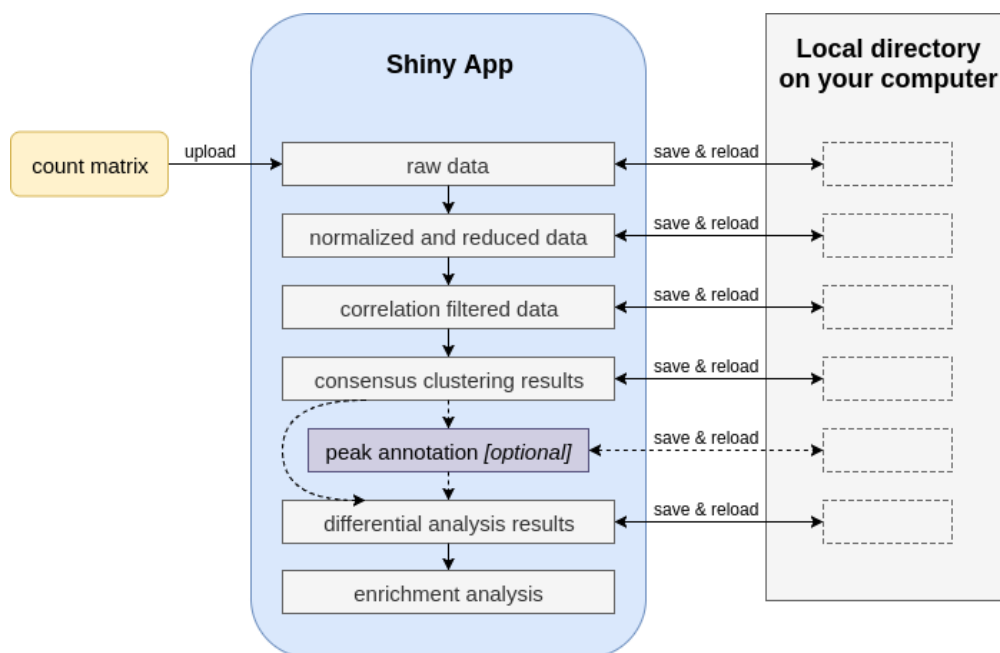 Shiny App
Local directory
on your computer
count matrix
upload
raw data
save & reload
normalized and reduced data
save & reload
correlation filtered data
save & reload
consensus clustering results
save & reload
peak annotation [optional]
save & reload
differential analysis results
save & reload
enrichment analysis